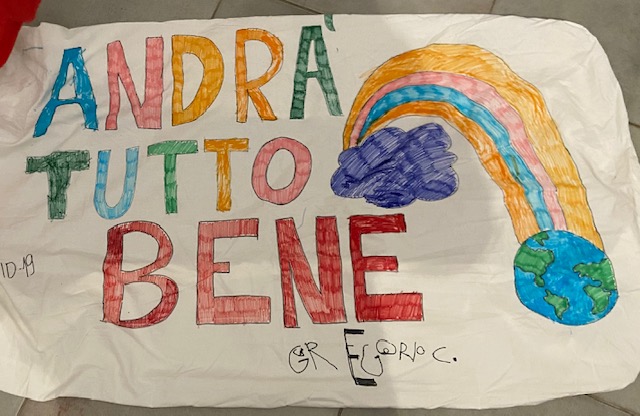 ANDRÀ
TUTTO
BENE
ID-19
GREGORIO C.